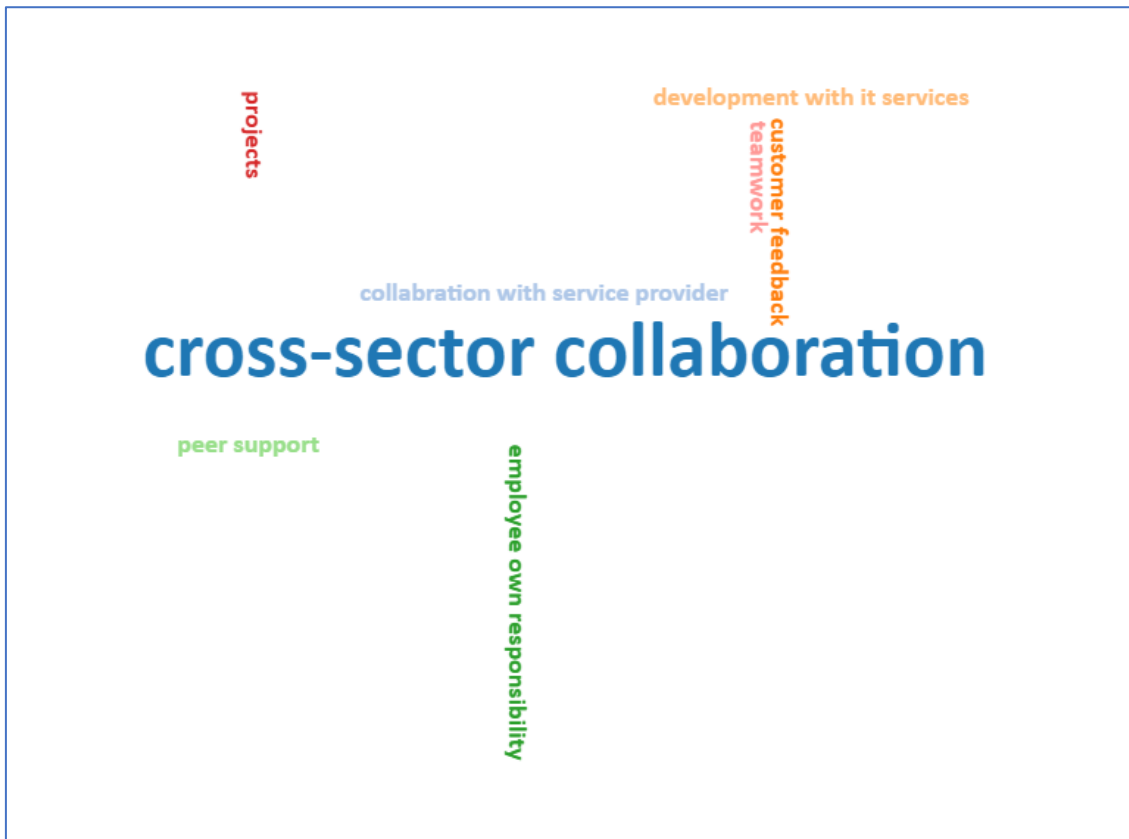 projects
development with it services
teamwork
customer feedback
collabration with service provider
cross-sector collaboration
peer support
employee own responsibility